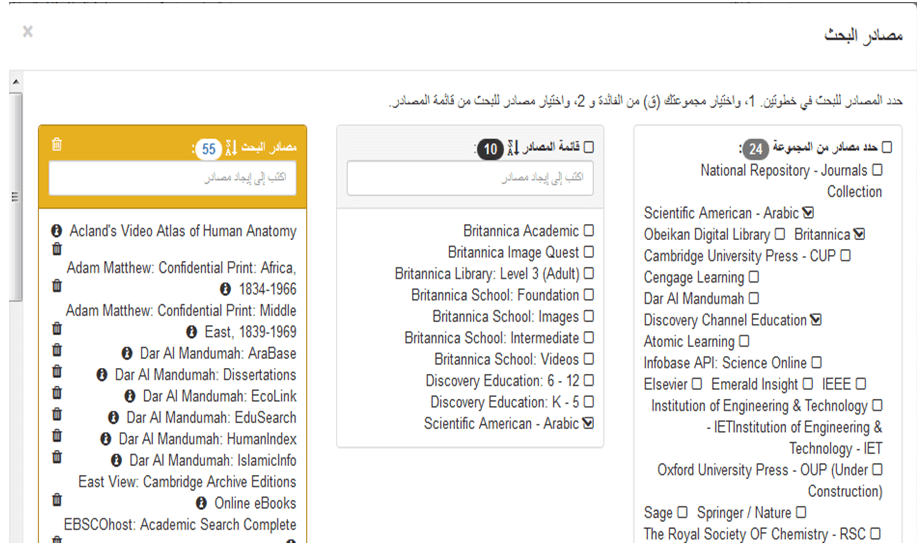 مصادر البحث
×
حدد المصادر للبحث في خطوتين. 1، واختيار مجموعتك (ق) من الفائدة و 2، واختيار مصادر للبحث من قائمة المصادر.
حدد مصادر من المجموعة 24 :
National Repository - Journals
Collection
Scientific American - Arabic
Obeikan Digital Library Britannica
Cambridge University Press - CUP
Cengage Learning
Dar Al Mandumah
Discovery Channel Education
Atomic Learning
Infobase API: Science Online
Elsevier Emerald Insight IEEE
Institution of Engineering & Technology
- IETInstitution of Engineering &
Technology - IET
Oxford University Press - OUP (Under
Construction)
Sage Springer / Nature
The Royal Society OF Chemistry - RSC
قائمة المصادر 10 :
اكتب إلى إيجاد مصادر
Britannica Academic
Britannica Image Quest
Britannica Library: Level 3 (Adult)
Britannica School: Foundation
Britannica School: Images
Britannica School: Intermediate
Britannica School: Videos
Discovery Education: 6 - 12
Discovery Education: K - 5
Scientific American - Arabic
مصادر البحث 55 :
اكتب إلى إيجاد مصادر
Acland's Video Atlas of Human Anatomy
Adam Matthew: Confidential Print: Africa,
1834-1966
Adam Matthew: Confidential Print: Middle
East, 1839-1969
Dar Al Mandumah: AraBase
Dar Al Mandumah: Dissertations
Dar Al Mandumah: EcoLink
Dar Al Mandumah: EduSearch
Dar Al Mandumah: HumanIndex
Dar Al Mandumah: IslamicInfo
East View: Cambridge Archive Editions
Online eBooks
EBSCOhost: Academic Search Complete